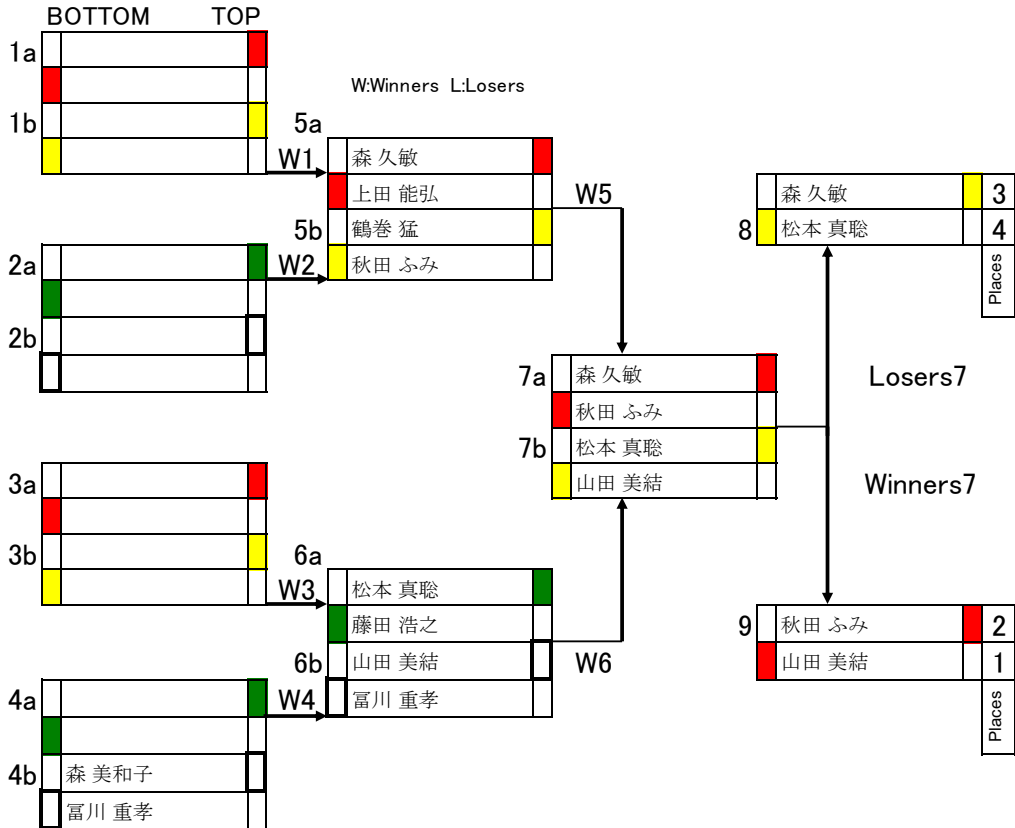 BOTTOM TOP
1a
1b
W:Winners L:Losers
W1
5a
森 久敏
上田 能弘
5b
鶴巻 猛
秋田 ふみ
W5
2a
2b
W2
8
森 久敏 3
松本 真聡 4
Places
7a
森 久敏
秋田 ふみ
7b
松本 真聡
山田 美結
Losers7
Winners7
3a
3b
W3
6a
松本 真聡
藤田 浩之
6b
山田 美結
冨川 重孝
W6
9
秋田 ふみ 2
山田 美結 1
Places
4a
W4
4b
森 美和子
冨川 重孝